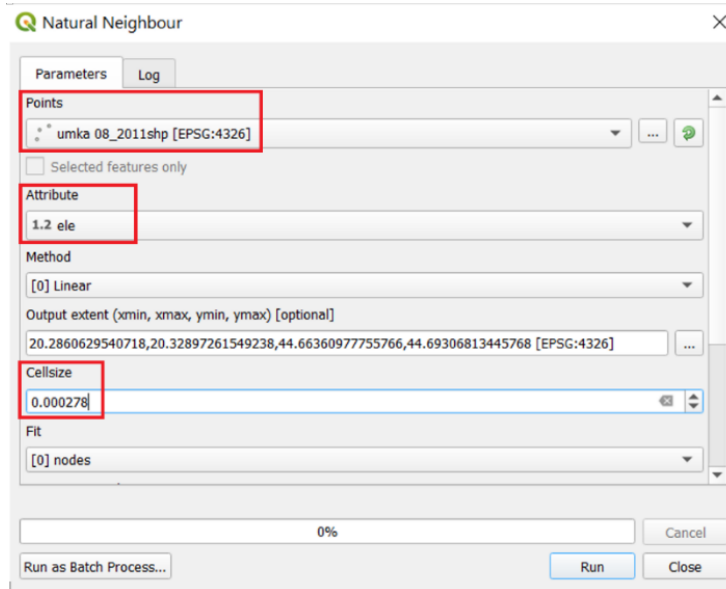 Natural Neighbour
Parameters Log
Points
umka 08_2011shp [EPSG:4326]
...
Selected features only
Attribute
1.2 ele
Method
[0] Linear
Output extent (xmin, xmax, ymin, ymax) [optional]
20.2860629540718,20.32897261549238,44.66360977755766,44.69306813445768 [EPSG:4326]
...
Cellsize
0.000278
Fit
[0] nodes
0%
Cancel
Run as Batch Process...
Run
Close